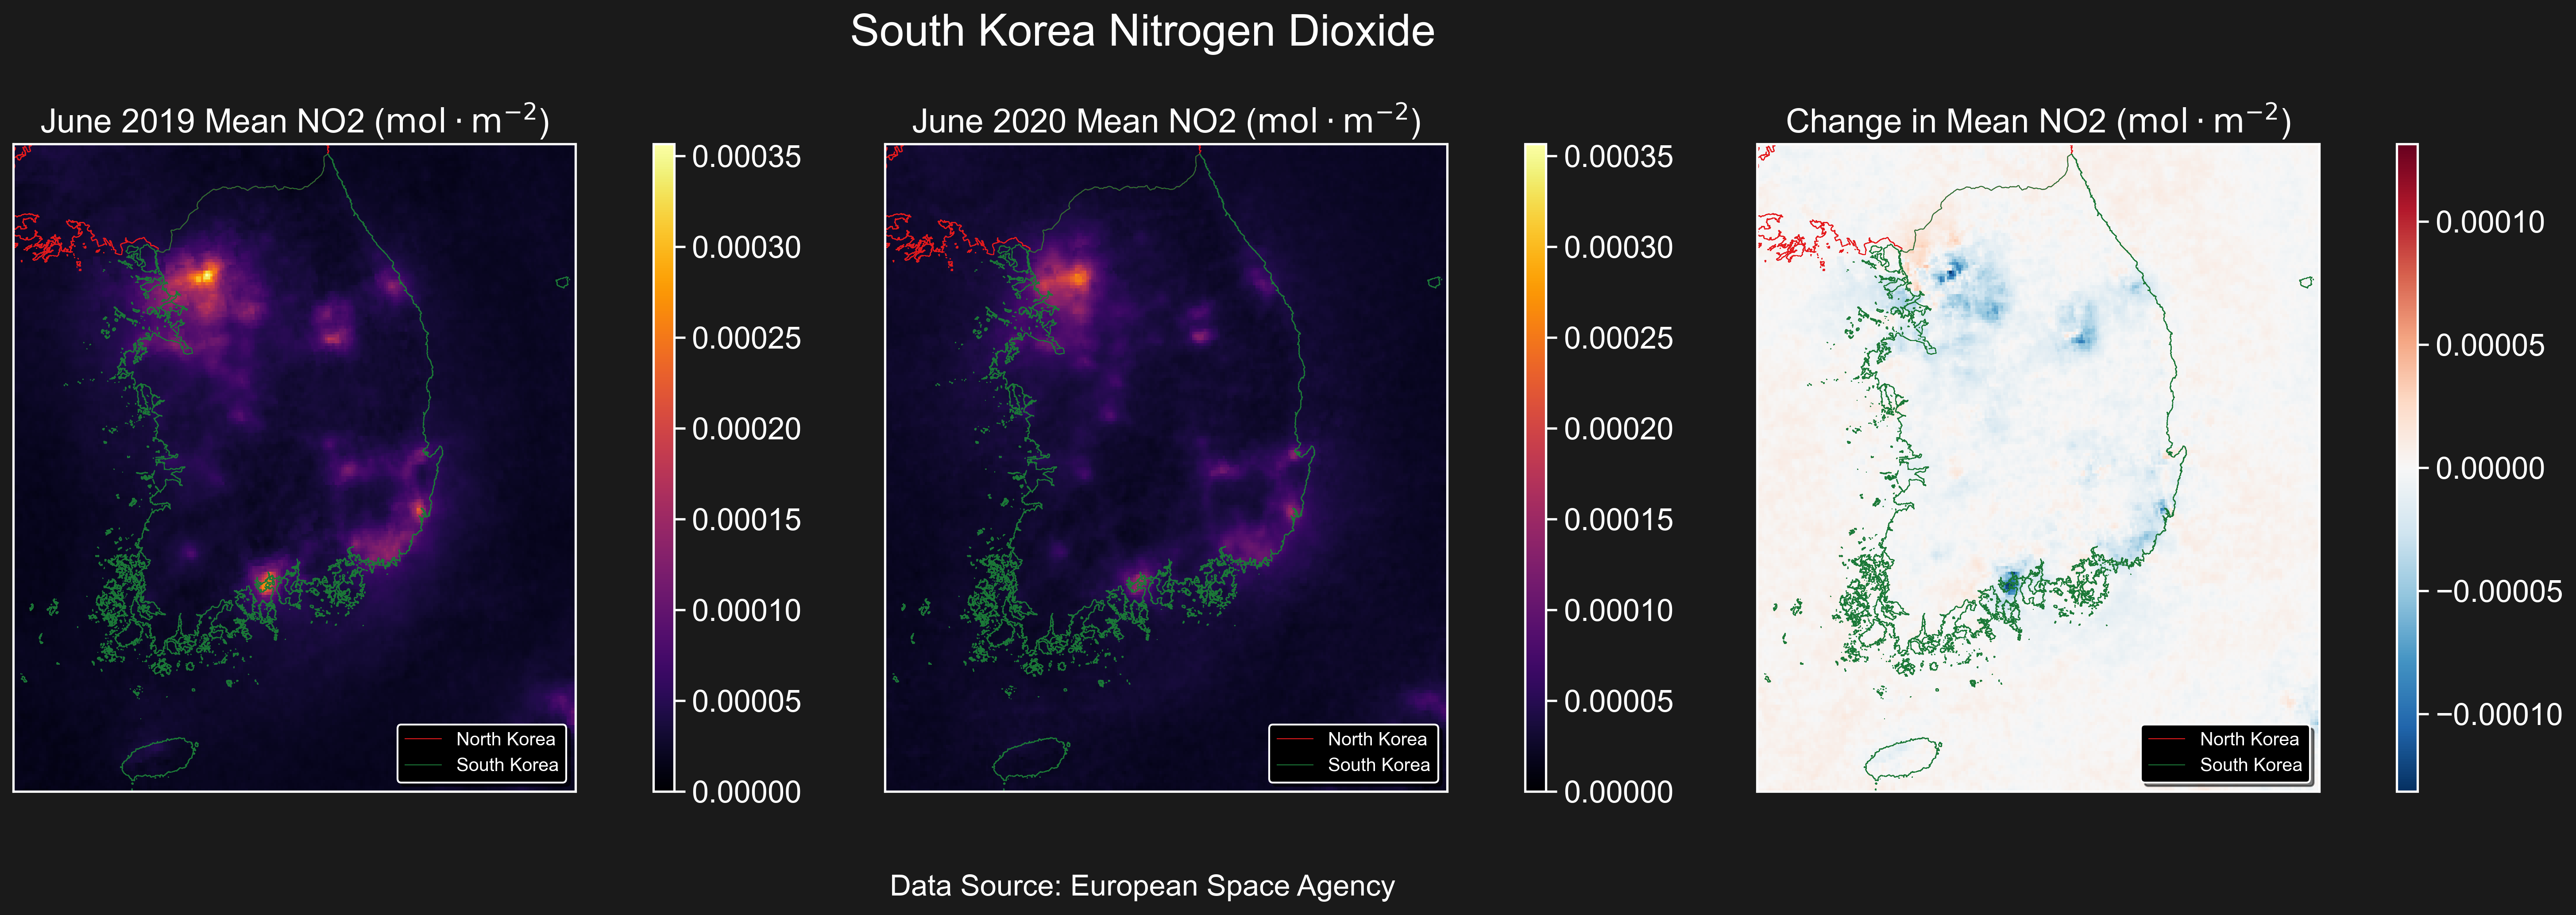 South Korea Nitrogen Dioxide
June 2019 Mean NO2 (mol · m⁻²)
0.00035
0.00030
0.00025
0.00020
0.00015
0.00010
0.00005
0.00000
North Korea
South Korea
June 2020 Mean NO2 (mol · m⁻²)
0.00035
0.00030
0.00025
0.00020
0.00015
0.00010
0.00005
0.00000
North Korea
South Korea
Change in Mean NO2 (mol · m⁻²)
0.00010
0.00005
0.00000
−0.00005
−0.00010
North Korea
South Korea
Data Source: European Space Agency